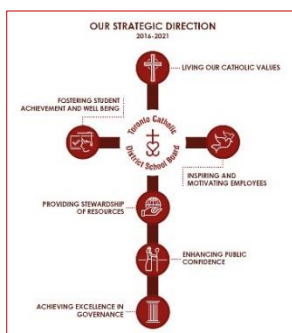 OUR STRATEGIC DIRECTION
2016-2021
LIVING OUR CATHOLIC VALUES
FOSTERING STUDENT
ACHIEVEMENT AND WELL BEING
Toronto Catholic
District School Board
INSPIRING AND
MOTIVATING EMPLOYEES
PROVIDING STEWARDSHIP
OF RESOURCES
ENHANCING PUBLIC
CONFIDENCE
ACHIEVING EXCELLENCE IN
GOVERNANCE